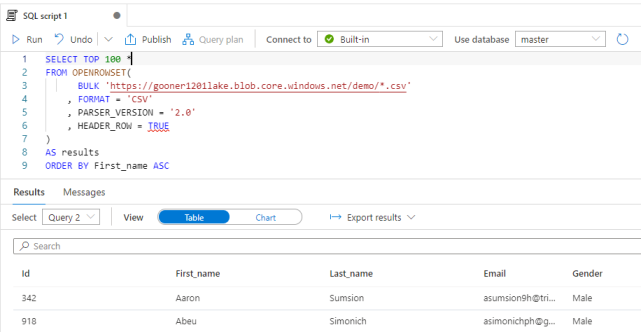 SQL script 1
Run Undo Publish Query plan Connect to Built-in Use database master
1 SELECT TOP 100 *
2 FROM OPENROWSET(
3 BULK 'https://gooner1201lake.blob.core.windows.net/demo/*.csv'
4 , FORMAT = 'CSV'
5 , PARSER_VERSION = '2.0'
6 , HEADER_ROW = TRUE
7 )
8 AS results
9 ORDER BY First_name ASC
Results Messages
Select Query 2 View Table Chart Export results
Search
Id First_name Last_name Email Gender
342 Aaron Sumsion asumsion9h@tri... Male
918 Abeu Simonich asimonichph@g... Male